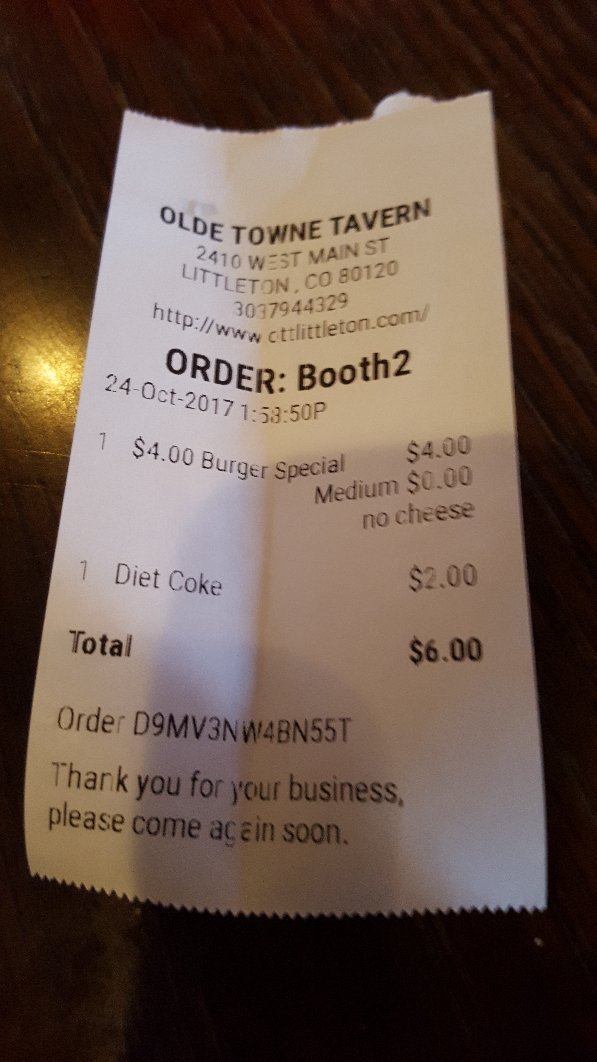 OLDE TOWNE TAVERN
2410 WEST MAIN ST
LITTLETON, CO 80120
3037944329
http://www.ottlittleton.com/
ORDER: Booth2
24-Oct-2017 1:58:50P
1 $4.00 Burger Special $4.00
Medium $0.00
no cheese
1 Diet Coke $2.00
Total $6.00
Order D9MV3NW4BN55T
Thank you for your business,
please come again soon.